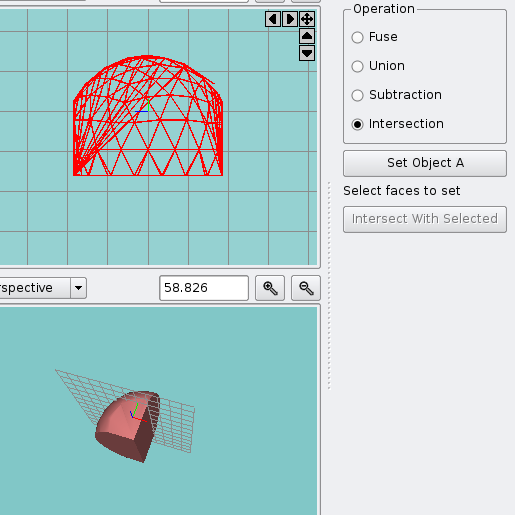 Operation
Fuse
Union
Subtraction
Intersection
Set Object A
Select faces to set
Intersect With Selected
rspective
58.826